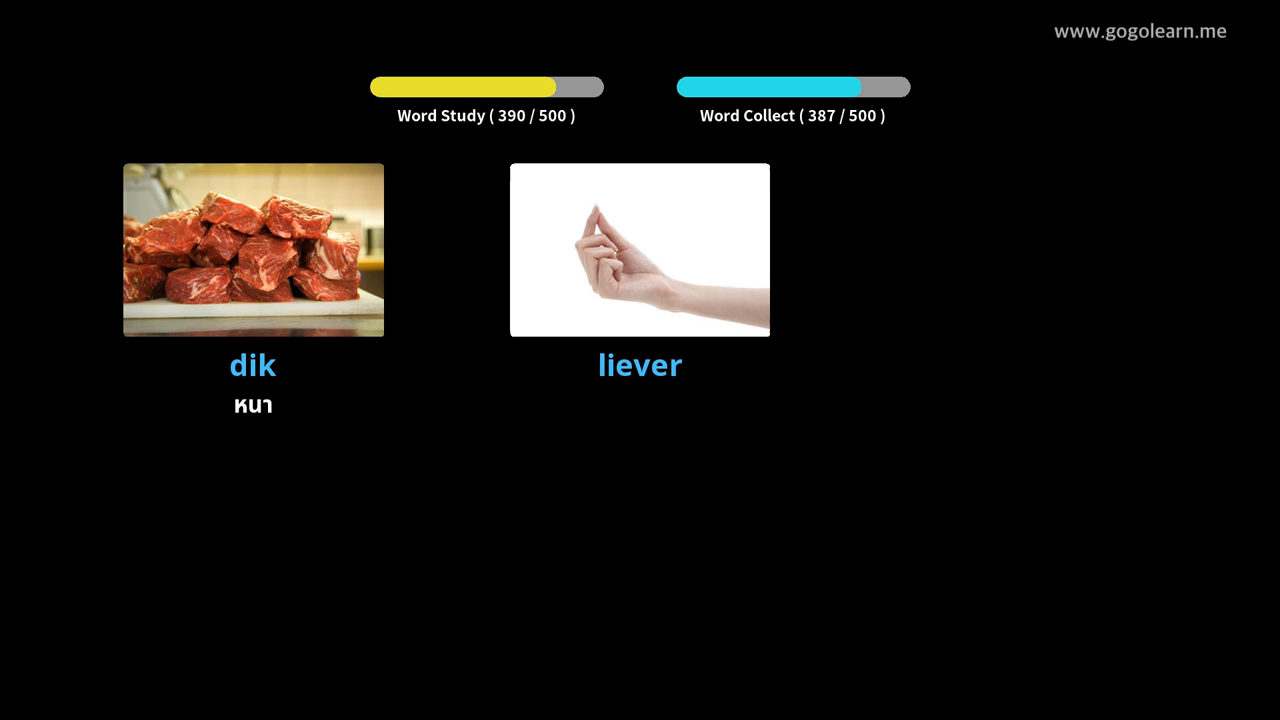 www.gogolearn.me
Word Study ( 390 / 500 )
Word Collect ( 387 / 500 )
dik
liever
หนา